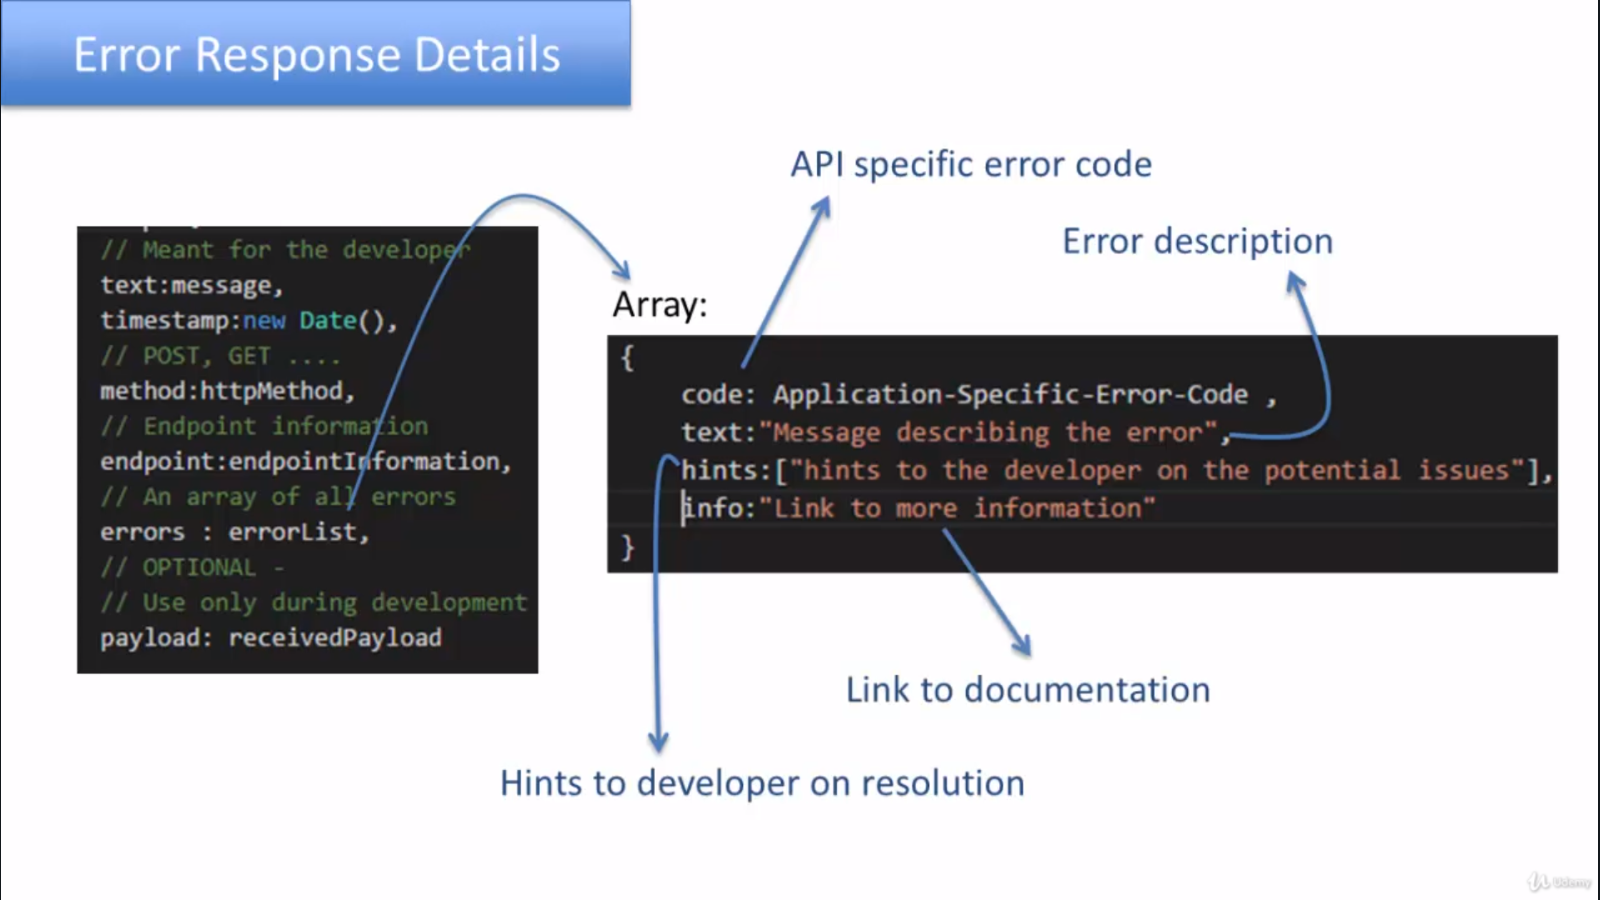 Error Response Details
// Meant for the developer
text:message,
timestamp:new Date(),
// POST, GET ....
method:httpMethod,
// Endpoint information
endpoint:endpointInformation,
// An array of all errors
errors : errorList,
// OPTIONAL -
// Use only during development
payload: receivedPayload
API specific error code
Error description
Array:
{
code: Application-Specific-Error-Code ,
text:"Message describing the error",
hints:["hints to the developer on the potential issues"],
info:"Link to more information"
}
Link to documentation
Hints to developer on resolution
Udemy